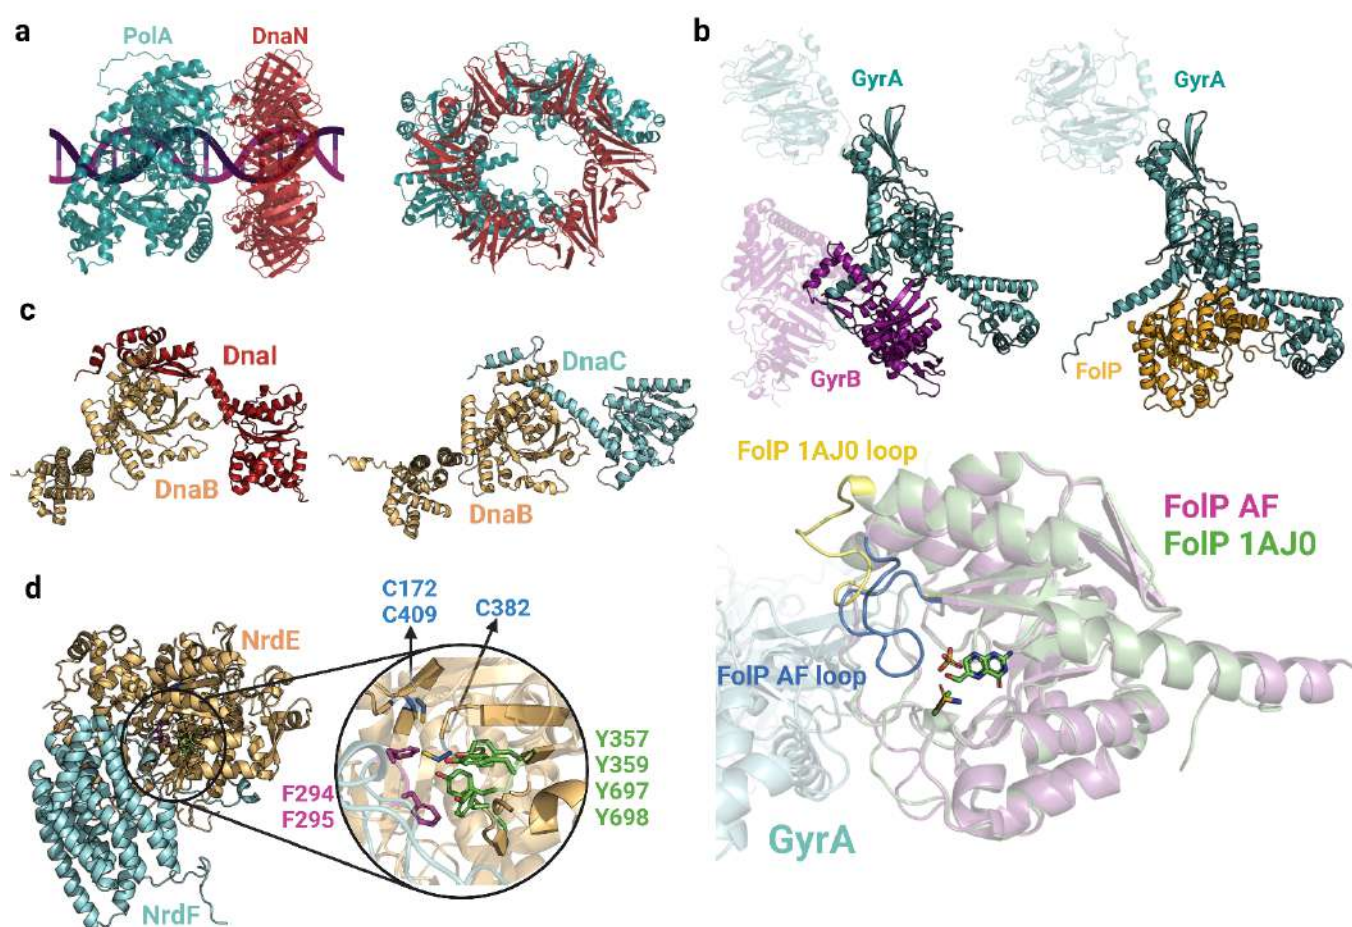 a
PolA
DnaN
b
GyrA
GyrA
GyrB
FolP
c
DnaI
DnaB
DnaC
DnaB
FolP 1AJ0 loop
FolP AF
FolP 1AJ0
FolP AF loop
GyrA
d
NrdE
NrdF
C172
C409
C382
F294
F295
Y357
Y359
Y697
Y698